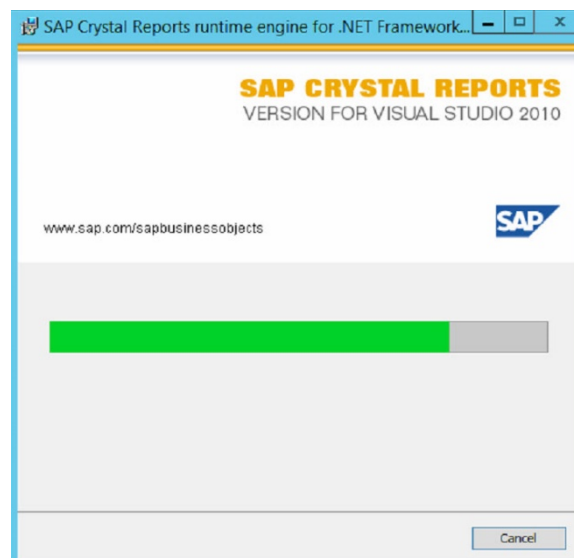 SAP Crystal Reports runtime engine for .NET Framework...
SAP CRYSTAL REPORTS
VERSION FOR VISUAL STUDIO 2010
www.sap.com/sapbusinessobjects
SAP
Cancel